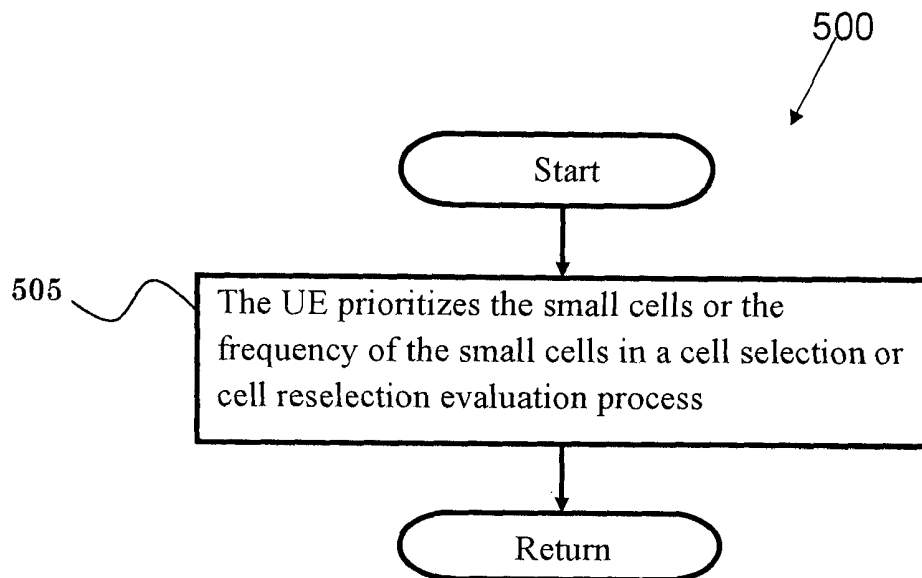 500
Start
505
The UE prioritizes the small cells or the
frequency of the small cells in a cell selection or
cell reselection evaluation process
Return